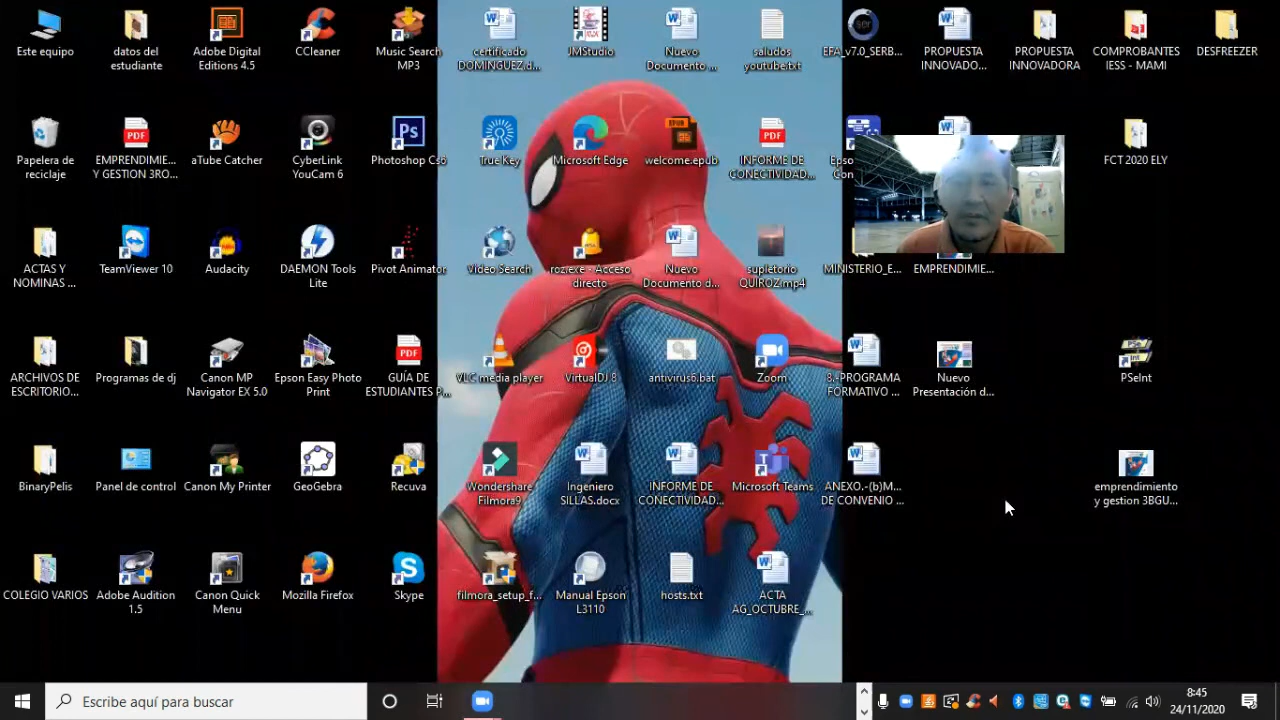 Este equipo
datos del
estudiante
Adobe Digital
Editions 4.5
CCleaner
Music Search
MP3
certificado
DOMINGUEZ.d...
JMStudio
Nuevo
Documento ...
saludos
youtube.txt
EFA_v7.0_SERB...
PROPUESTA
INNOVADO...
PROPUESTA
INNOVADORA
COMPROBANTES
IESS - MAMI
DESFREEZER
Papelera de
reciclaje
EMPRENDIMIE...
Y GESTION 3RO...
aTube Catcher
CyberLink
YouCam 6
Photoshop Cs6
True Key
Microsoft Edge
welcome.epub
INFORME DE
CONECTIVIDAD...
FCT 2020 ELY
ACTAS Y
NOMINAS ...
TeamViewer 10
Audacity
DAEMON Tools
Lite
Pivot Animator
Video Search
roz.exe - Acceso
directo
Nuevo
Documento d...
supletorio
QUIROZ.mp4
MINISTERIO_E...
EMPRENDIMIE...
ARCHIVOS DE
ESCRITORIO...
Programas de dj
Canon MP
Navigator EX 5.0
Epson Easy Photo
Print
GUÍA DE
ESTUDIANTES P...
VLC media player
VirtualDJ 8
antivirus6.bat
Zoom
8.-PROGRAMA
FORMATIVO ...
Nuevo
Presentación d...
PSeInt
BinaryPelis
Panel de control
Canon My Printer
GeoGebra
Recuva
Wondershare
Filmora9
Ingeniero
SILLAS.docx
INFORME DE
CONECTIVIDAD...
Microsoft Teams
ANEXO.-(b)M...
DE CONVENIO ...
emprendimiento
y gestion 3BGU...
COLEGIO VARIOS
Adobe Audition
1.5
Canon Quick
Menu
Mozilla Firefox
Skype
filmora_setup_f...
Manual Epson
L3110
hosts.txt
ACTA
AG_OCTUBRE_...
Escribe aquí para buscar
8:45
24/11/2020